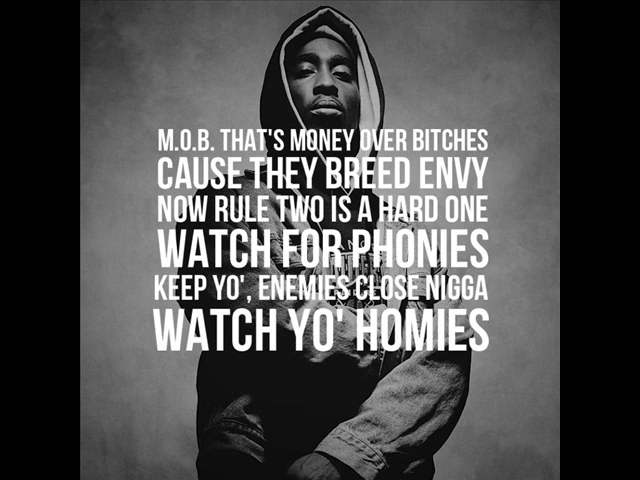 M.O.B. THAT'S MONEY OVER BITCHES
CAUSE THEY BREED ENVY
NOW RULE TWO IS A HARD ONE
WATCH FOR PHONIES
KEEP YO', ENEMIES CLOSE NIGGA
WATCH YO' HOMIES